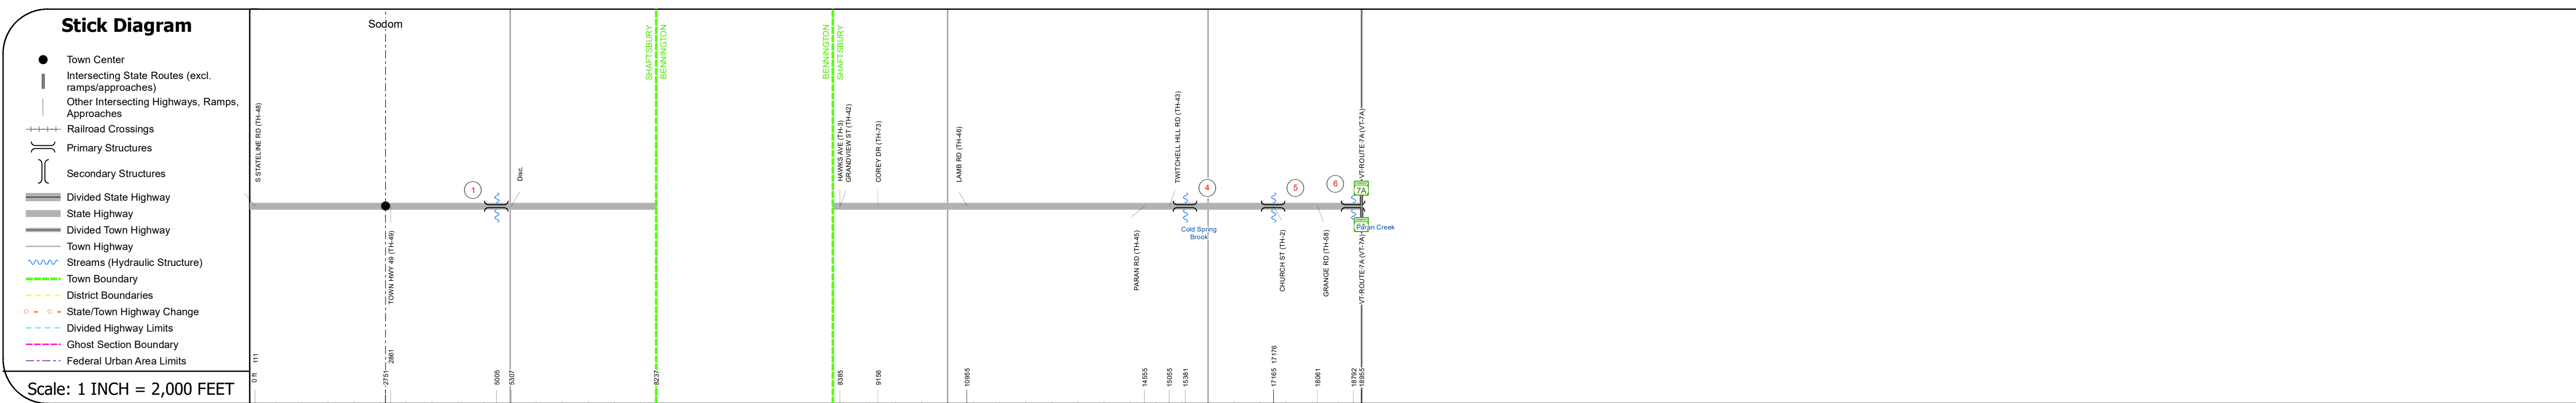 Stick Diagram
Town Center
Intersecting State Routes (excl.
ramps/approaches)
Other Intersecting Highways, Ramps,
Approaches
Railroad Crossings
Primary Structures
Secondary Structures
Divided State Highway
State Highway
Divided Town Highway
Town Highway
Streams (Hydraulic Structure)
Town Boundary
District Boundaries
State/Town Highway Change
Divided Highway Limits
Ghost Section Boundary
Federal Urban Area Limits
Scale: 1 INCH = 2,000 FEET
Sodom
SHAFTSBURY
BENNINGTON
BENNINGTON
SHAFTSBURY
S STATELINE RD (TH-48)
Disc.
HAWKS AVE (TH-3)
GRANDVIEW ST (TH-42)
COREY DR (TH-73)
LAMB RD (TH-46)
TWITCHELL HILL RD (TH-43)
VT-ROUTE-7A (VT-7A)
1
4
5
6
7A
Cold Spring
Brook
Paran Creek
TOWN HWY 49 (TH-49)
PARAN RD (TH-45)
CHURCH ST (TH-2)
GRANGE RD (TH-58)
VT-ROUTE-7A (VT-7A)
0 ft
111
2751
2861
5005
5307
8237
8385
9156
10955
14555
15055
15381
17165
17176
18061
18792
18955